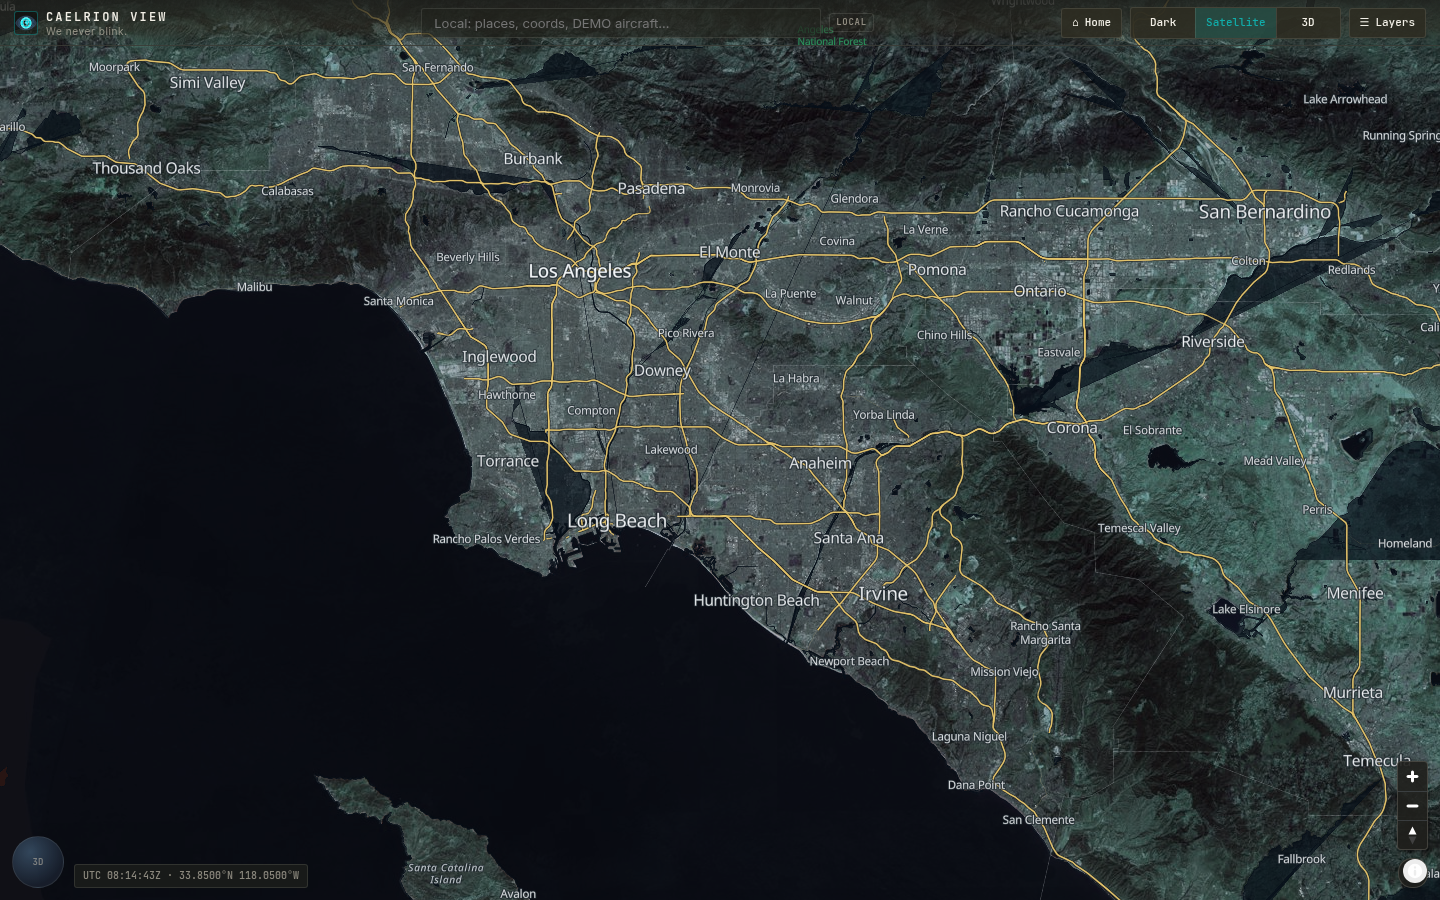 CAELRION VIEW
We never blink.
Local: places, coords, DEMO aircraft...
LOCAL
⌂ Home
Dark
Satellite
3D
☰ Layers
National Forest
Moorpark
Simi Valley
San Fernando
Lake Arrowhead
Thousand Oaks
Calabasas
Burbank
Pasadena
Monrovia
Glendora
Rancho Cucamonga
San Bernardino
La Verne
Covina
El Monte
Beverly Hills
Los Angeles
Pomona
Colton
Redlands
Malibu
Santa Monica
La Puente
Walnut
Ontario
Pico Rivera
Chino Hills
Riverside
Inglewood
Eastvale
Downey
La Habra
Hawthorne
Compton
Yorba Linda
Corona
El Sobrante
Torrance
Lakewood
Anaheim
Mead Valley
Long Beach
Perris
Rancho Palos Verdes
Santa Ana
Temescal Valley
Homeland
Huntington Beach
Irvine
Lake Elsinore
Menifee
Rancho Santa
Margarita
Newport Beach
Mission Viejo
Murrieta
Laguna Niguel
Temecula
Dana Point
San Clemente
Santa Catalina
Island
Avalon
Fallbrook
3D
UTC 08:14:43Z · 33.8500°N 118.0500°W